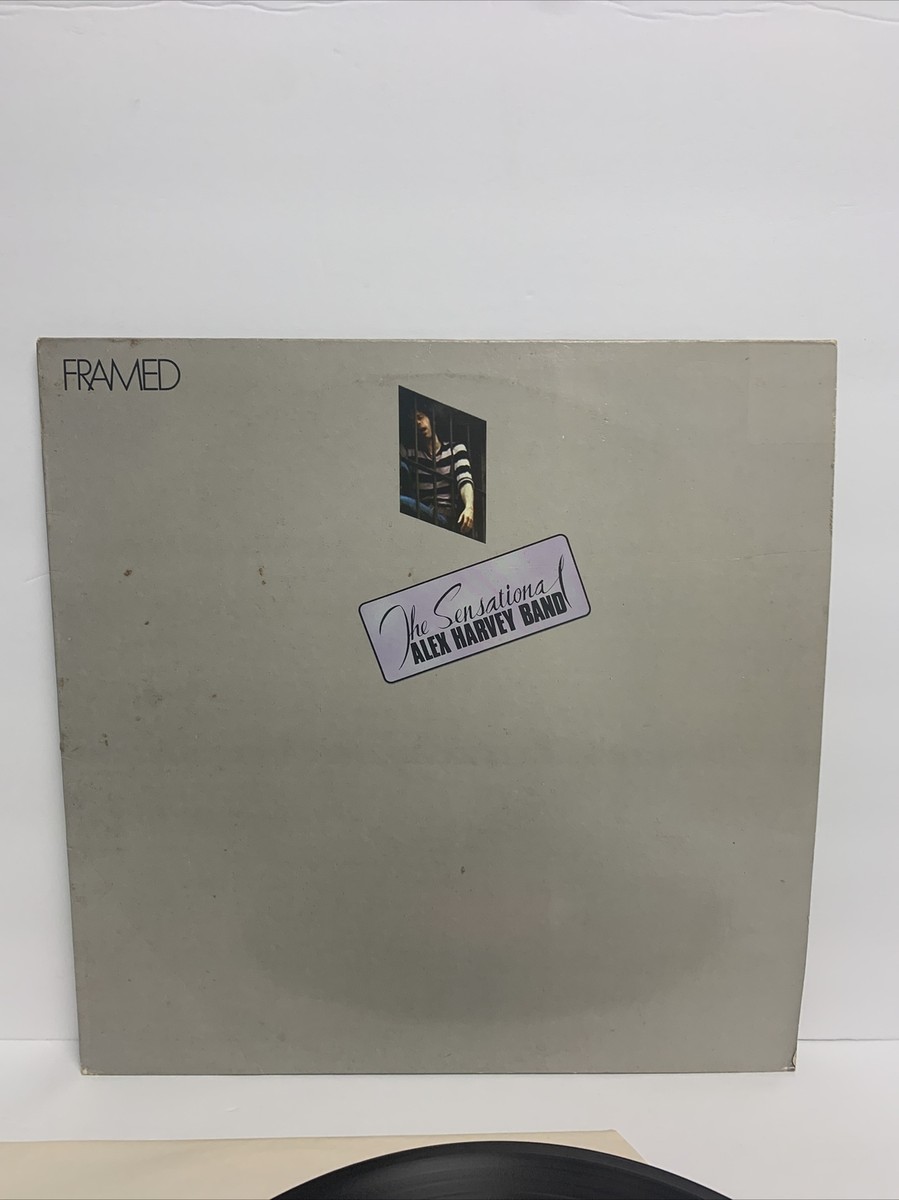 FRAMED
The Sensational
ALEX HARVEY BAND